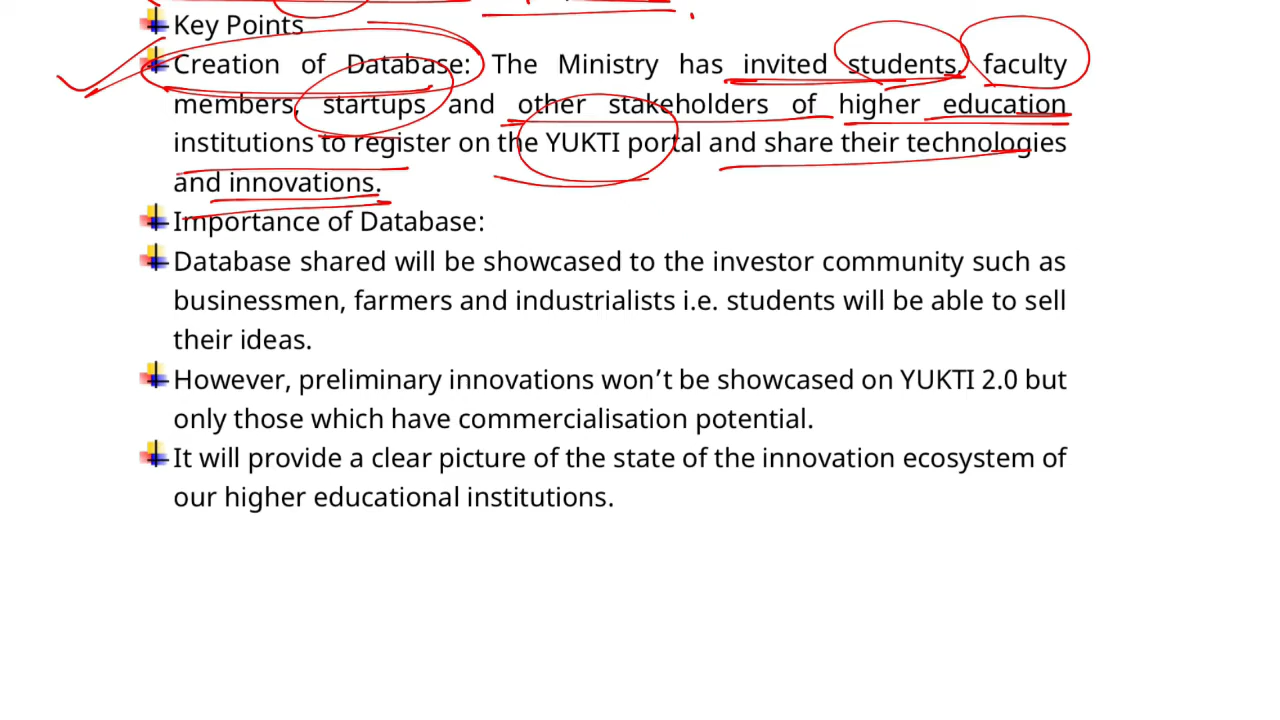 Key Points
Creation of Database: The Ministry has invited students, faculty
members, startups and other stakeholders of higher education
institutions to register on the YUKTI portal and share their technologies
and innovations.
Importance of Database:
Database shared will be showcased to the investor community such as
businessmen, farmers and industrialists i.e. students will be able to sell
their ideas.
However, preliminary innovations won’t be showcased on YUKTI 2.0 but
only those which have commercialisation potential.
It will provide a clear picture of the state of the innovation ecosystem of
our higher educational institutions.